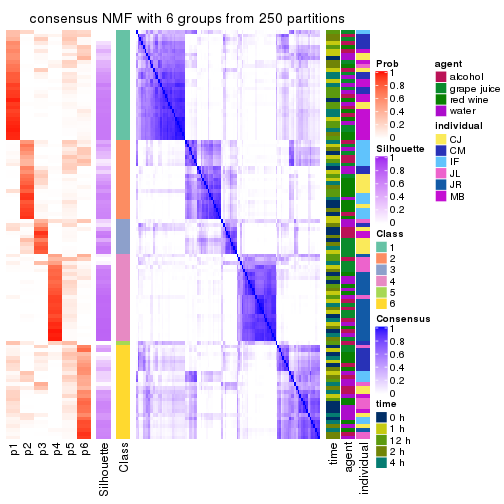 consensus NMF with 6 groups from 250 partitions
p1
p2
p3
p4
p5
p6
Silhouette
Class
time
agent
individual
Prob
1
0.8
0.6
0.4
0.2
0
Silhouette
1
0.8
0.6
0.4
0.2
0
Class
1
2
3
4
5
6
Consensus
1
0.8
0.6
0.4
0.2
0
time
0 h
1 h
12 h
2 h
4 h
agent
alcohol
grape juice
red wine
water
individual
CJ
CM
IF
JL
JR
MB